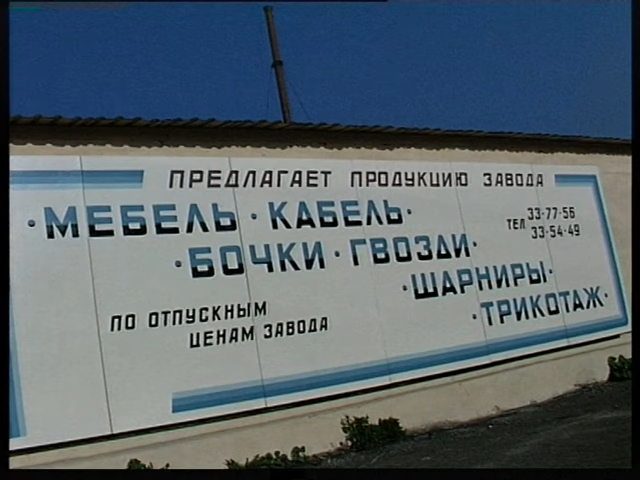 ПРЕДЛАГАЕТ ПРОДУКЦИЮ ЗАВОДА
·МЕБЕЛЬ·КАБЕЛЬ·
·БОЧКИ·ГВОЗДИ·
·ШАРНИРЫ·
·ТРИКОТАЖ·
ТЕЛ 33-77-56
33-54-49
ПО ОТПУСКНЫМ
ЦЕНАМ ЗАВОДА